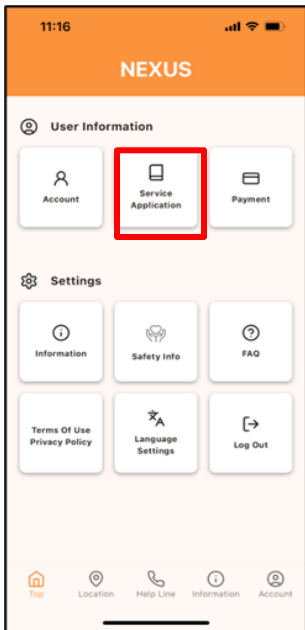 11:16
NEXUS
User Information
Account
Service
Application
Payment
Settings
Information
Safety Info
FAQ
Terms Of Use
Privacy Policy
Language
Settings
Log Out
Top
Location
Help Line
Information
Account